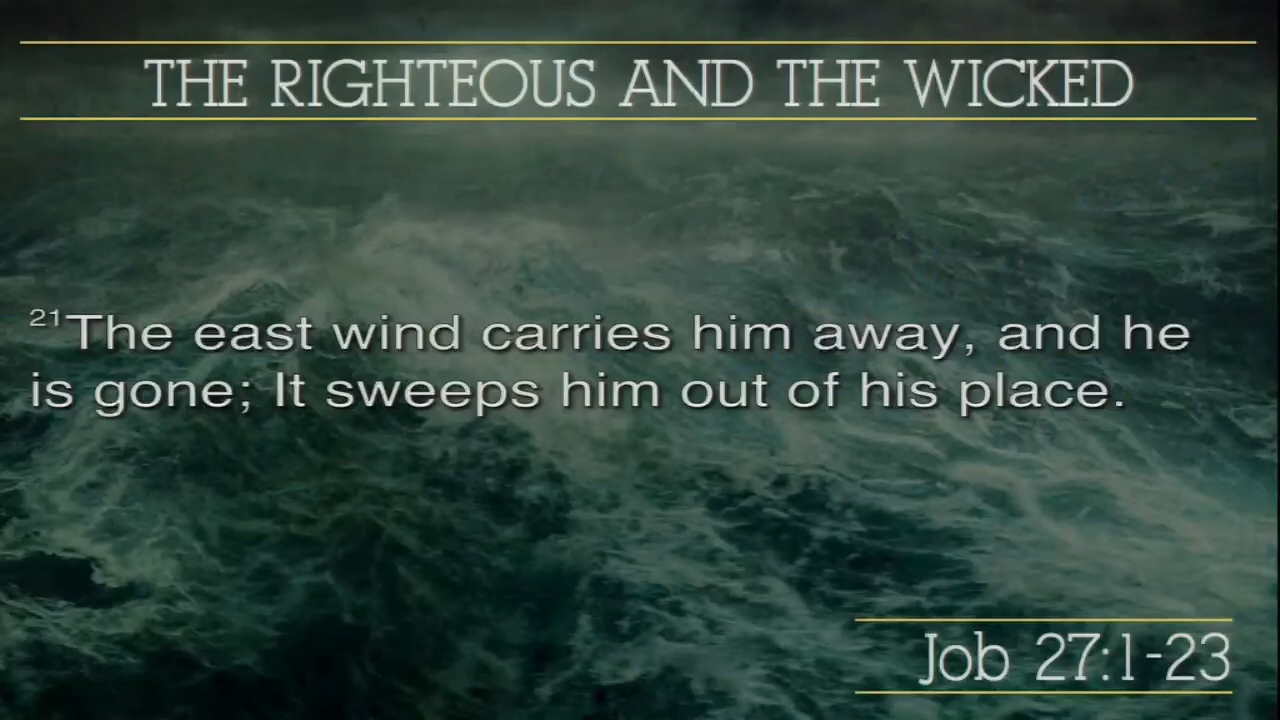 THE RIGHTEOUS AND THE WICKED
21The east wind carries him away, and he
is gone; It sweeps him out of his place.
Job 27:1-23